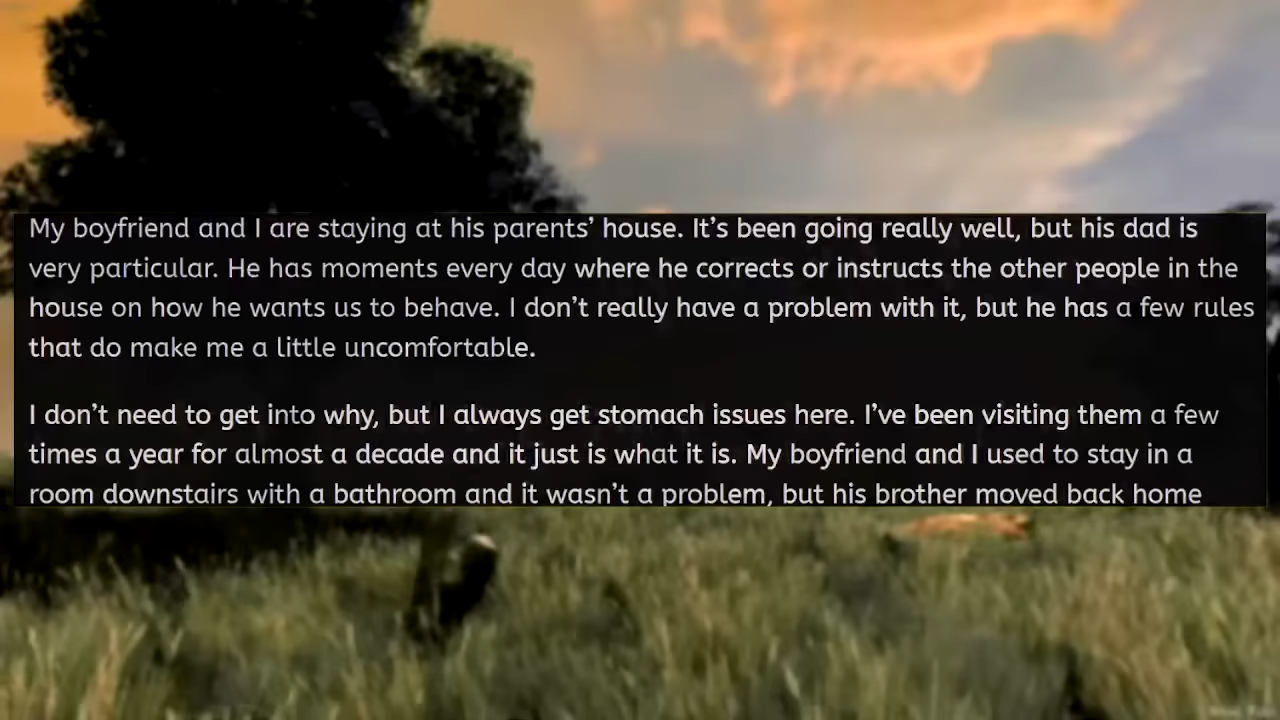 My boyfriend and I are staying at his parents’ house. It’s been going really well, but his dad is
very particular. He has moments every day where he corrects or instructs the other people in the
house on how he wants us to behave. I don’t really have a problem with it, but he has a few rules
that do make me a little uncomfortable.
I don’t need to get into why, but I always get stomach issues here. I’ve been visiting them a few
times a year for almost a decade and it just is what it is. My boyfriend and I used to stay in a
room downstairs with a bathroom and it wasn’t a problem, but his brother moved back home